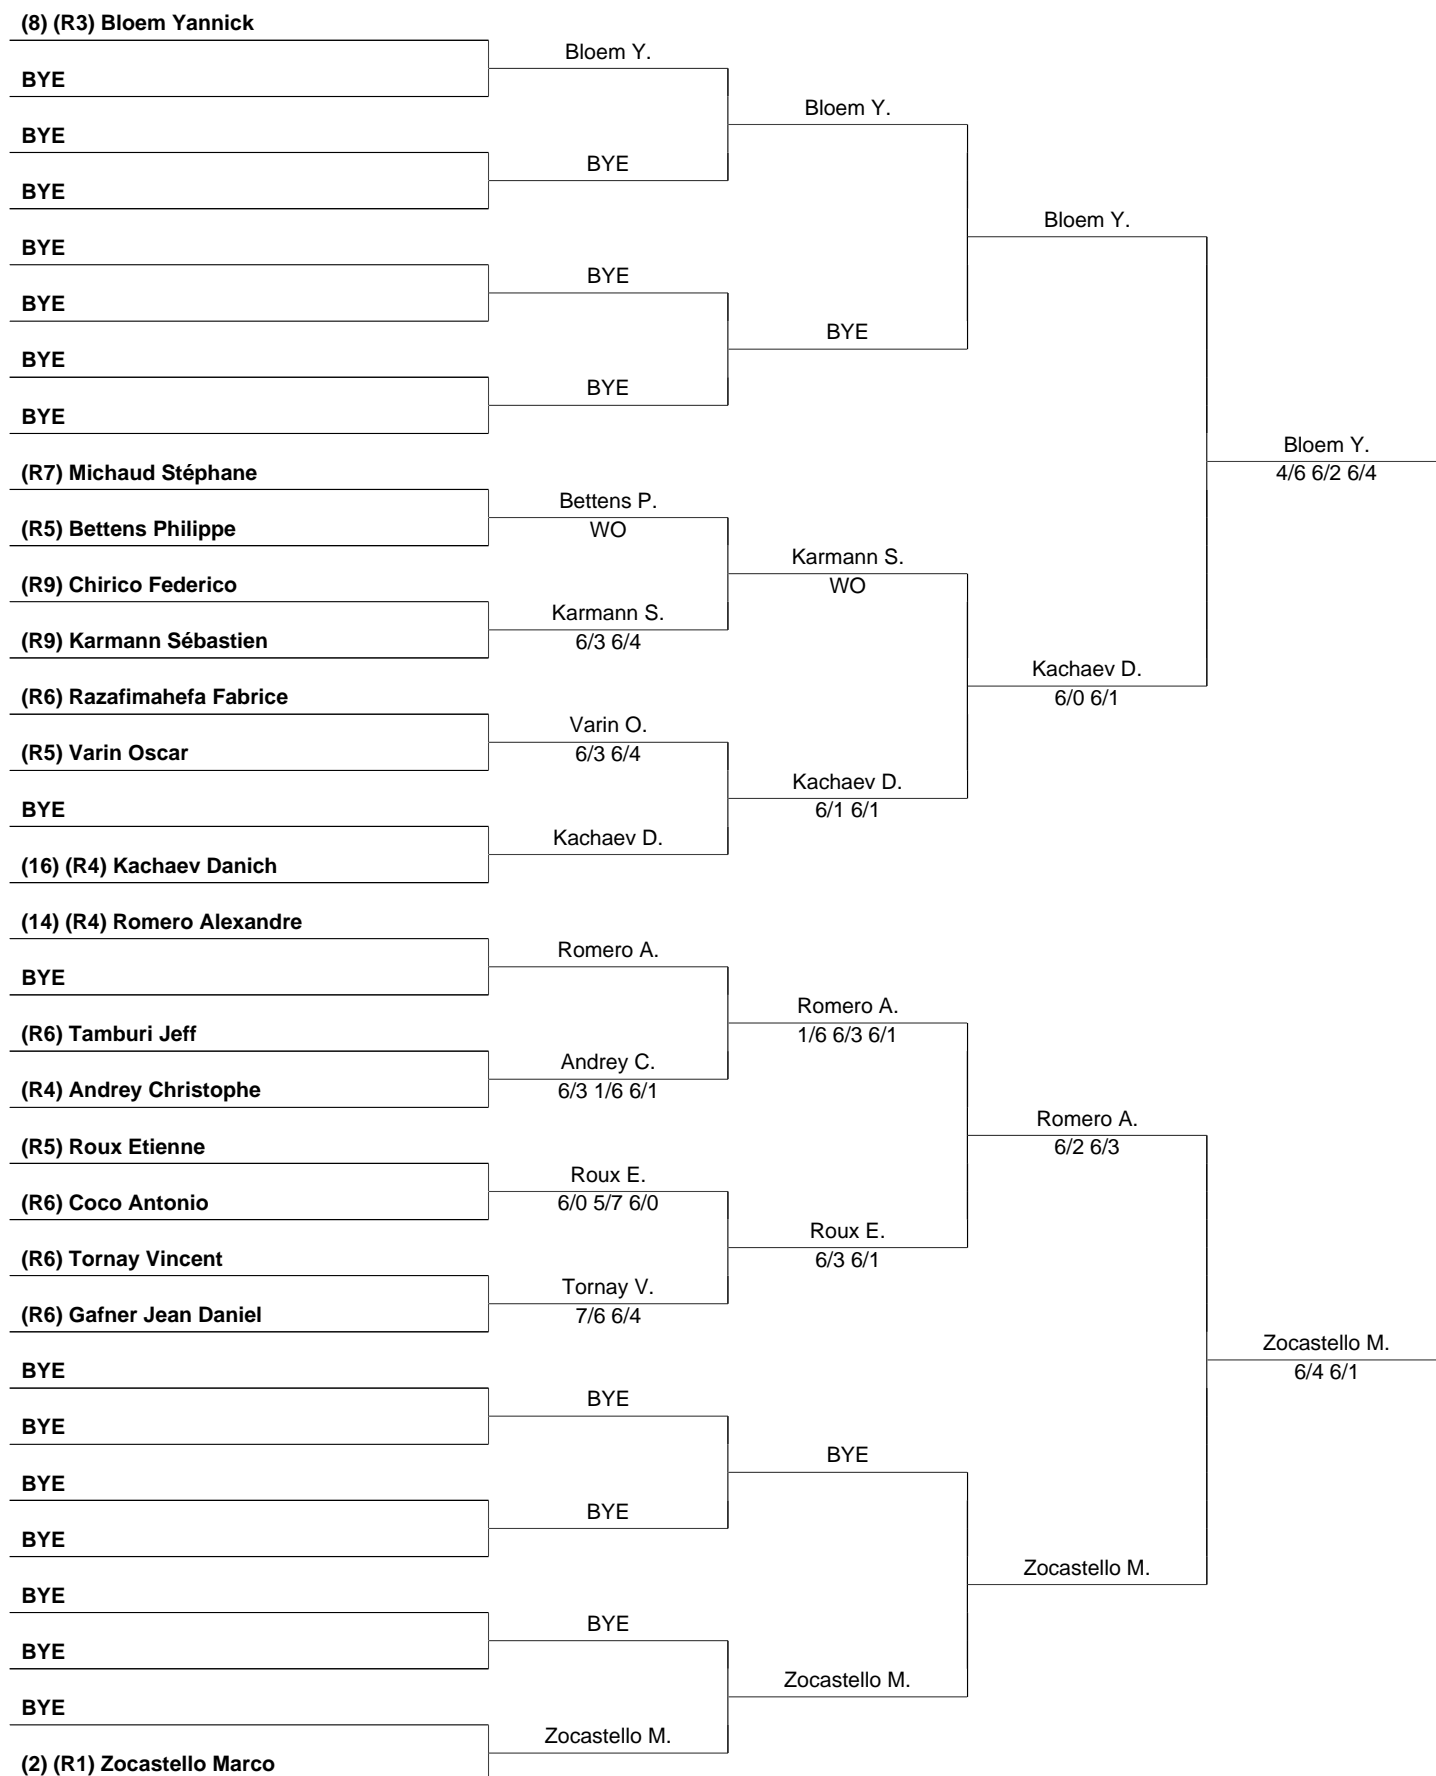 (8) (R3) Bloem Yannick
Bloem Y.
BYE
Bloem Y.
BYE
BYE
BYE
Bloem Y.
BYE
BYE
BYE
BYE
BYE
BYE
BYE
Bloem Y.
4/6 6/2 6/4
(R7) Michaud Stéphane
Bettens P.
WO
(R5) Bettens Philippe
Karmann S.
WO
(R9) Chirico Federico
Karmann S.
6/3 6/4
(R9) Karmann Sébastien
Kachaev D.
6/0 6/1
(R6) Razafimahefa Fabrice
Varin O.
6/3 6/4
(R5) Varin Oscar
Kachaev D.
6/1 6/1
BYE
Kachaev D.
(16) (R4) Kachaev Danich
(14) (R4) Romero Alexandre
Romero A.
BYE
Romero A.
1/6 6/3 6/1
(R6) Tamburi Jeff
Andrey C.
6/3 1/6 6/1
(R4) Andrey Christophe
Romero A.
6/2 6/3
(R5) Roux Etienne
Roux E.
6/0 5/7 6/0
(R6) Coco Antonio
Roux E.
6/3 6/1
(R6) Tornay Vincent
Tornay V.
7/6 6/4
(R6) Gafner Jean Daniel
Zocastello M.
6/4 6/1
BYE
BYE
BYE
BYE
BYE
BYE
BYE
Zocastello M.
BYE
BYE
BYE
Zocastello M.
BYE
Zocastello M.
(2) (R1) Zocastello Marco